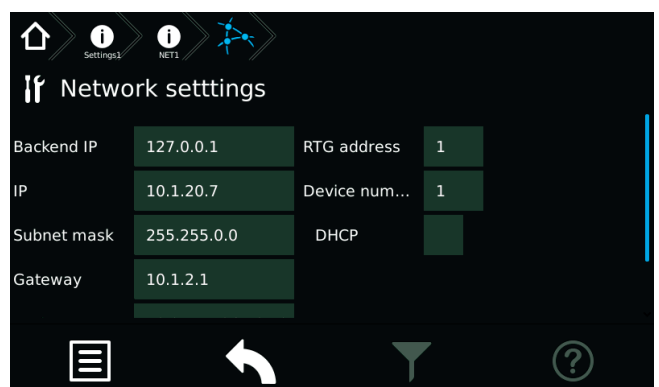 Settings1
NET1
Network setttings
Backend IP 127.0.0.1 RTG address 1
IP 10.1.20.7 Device num... 1
Subnet mask 255.255.0.0 DHCP
Gateway 10.1.2.1